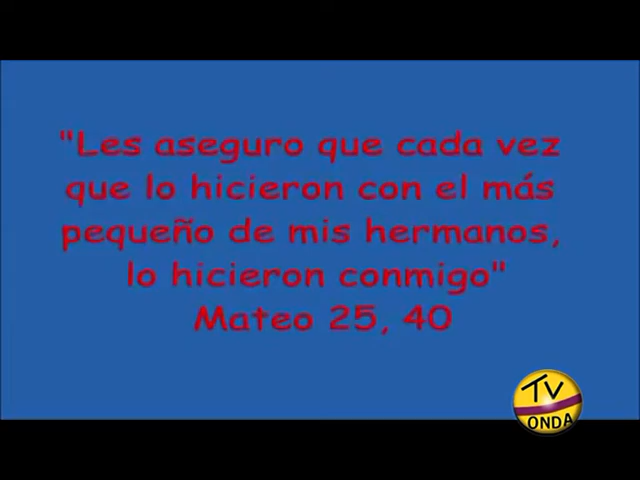 "Les aseguro que cada vez
que lo hicieron con el más
pequeño de mis hermanos,
lo hicieron conmigo"
Mateo 25, 40
TV
ONDA